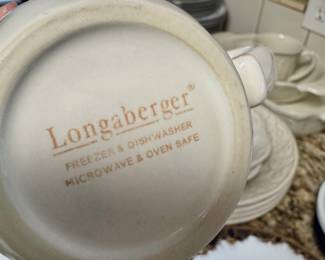 Longaberger®
FREEZER & DISHWASHER
MICROWAVE & OVEN SAFE